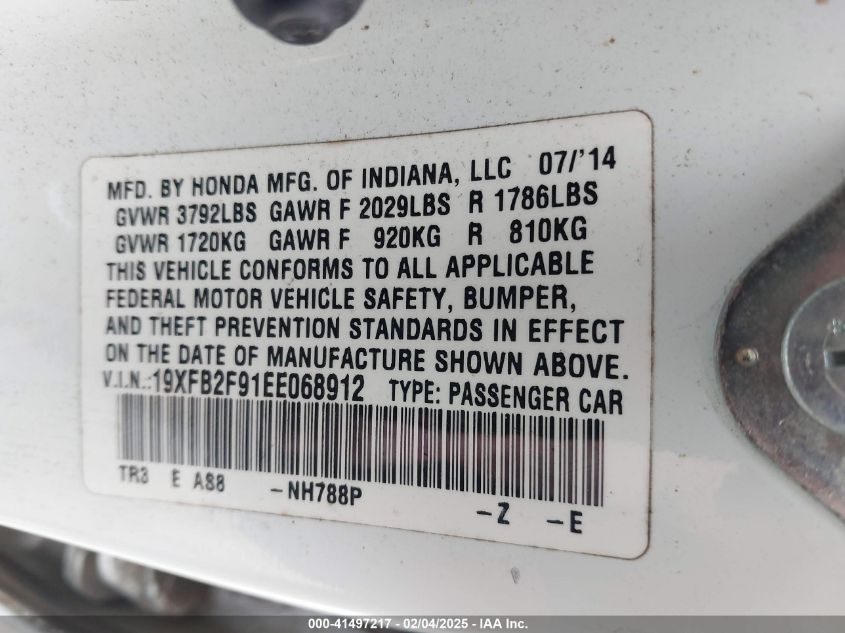 MFD. BY HONDA MFG. OF INDIANA, LLC 07/'14
GVWR 3792LBS GAWR F 2029LBS R 1786LBS
GVWR 1720KG GAWR F 920KG R 810KG
THIS VEHICLE CONFORMS TO ALL APPLICABLE
FEDERAL MOTOR VEHICLE SAFETY, BUMPER,
AND THEFT PREVENTION STANDARDS IN EFFECT
ON THE DATE OF MANUFACTURE SHOWN ABOVE.
V.I.N.:19XFB2F91EE068912 TYPE: PASSENGER CAR
TR3 E AS8 -NH788P -Z -E
000-41497217 - 02/04/2025 - IAA Inc.